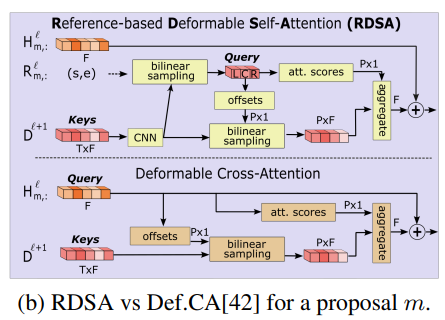 Reference-based Deformable Self-Attention (RDSA)
H^ℓ_m,:
F
R^ℓ_m,: (s,e)
bilinear sampling
Query
L C R
att. scores
Px1
offsets
Px1
aggregate
F
+
D^ℓ+1
Keys
TxF
CNN
bilinear sampling
PxF
Deformable Cross-Attention
H^ℓ_m,:
Query
F
att. scores
Px1
offsets
Px1
aggregate
F
+
D^ℓ+1
Keys
TxF
bilinear sampling
PxF
(b) RDSA vs Def.CA[42] for a proposal m.